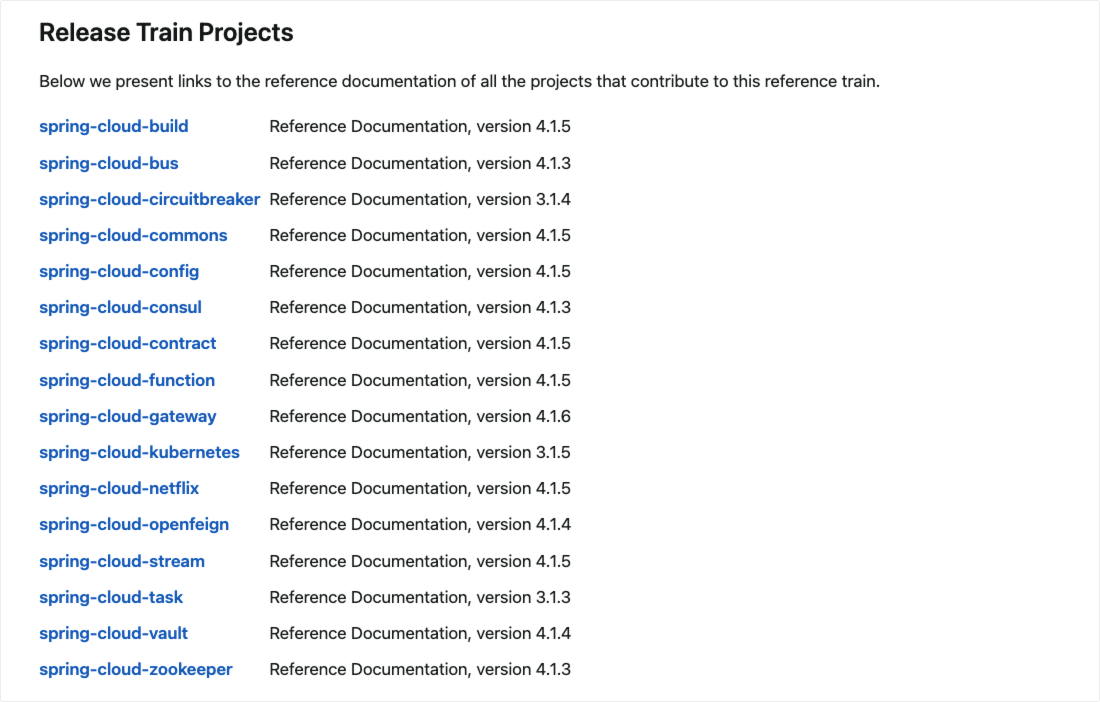 Release Train Projects
Below we present links to the reference documentation of all the projects that contribute to this reference train.
spring-cloud-build Reference Documentation, version 4.1.5
spring-cloud-bus Reference Documentation, version 4.1.3
spring-cloud-circuitbreaker Reference Documentation, version 3.1.4
spring-cloud-commons Reference Documentation, version 4.1.5
spring-cloud-config Reference Documentation, version 4.1.5
spring-cloud-consul Reference Documentation, version 4.1.3
spring-cloud-contract Reference Documentation, version 4.1.5
spring-cloud-function Reference Documentation, version 4.1.5
spring-cloud-gateway Reference Documentation, version 4.1.6
spring-cloud-kubernetes Reference Documentation, version 3.1.5
spring-cloud-netflix Reference Documentation, version 4.1.5
spring-cloud-openfeign Reference Documentation, version 4.1.4
spring-cloud-stream Reference Documentation, version 4.1.5
spring-cloud-task Reference Documentation, version 3.1.3
spring-cloud-vault Reference Documentation, version 4.1.4
spring-cloud-zookeeper Reference Documentation, version 4.1.3